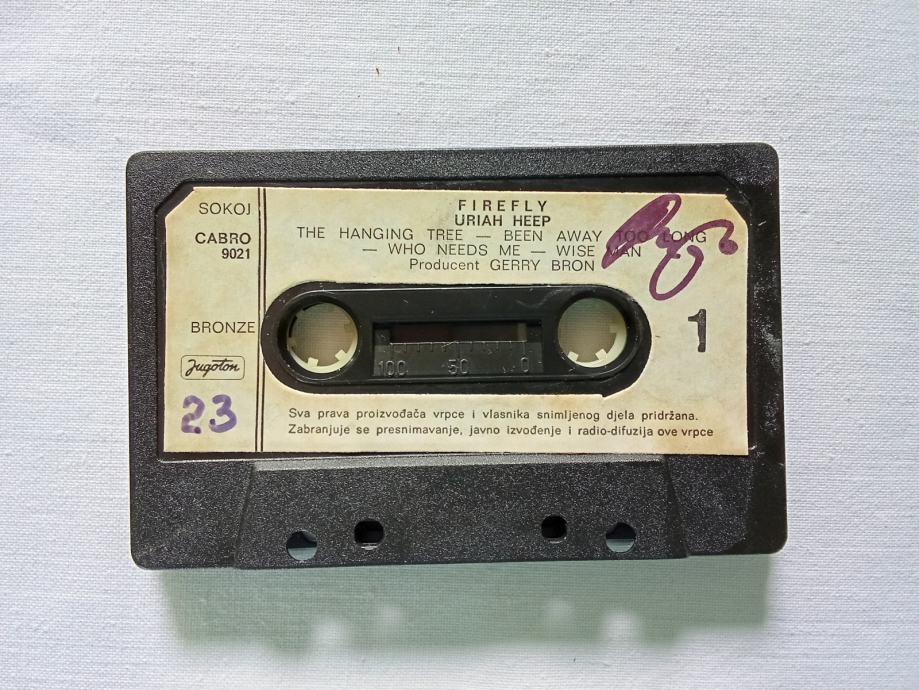 SOKOJ
CABRO
9021
BRONZE
Jugoton
23
FIREFLY
URIAH HEEP
THE HANGING TREE — BEEN AWAY TOO LONG
— WHO NEEDS ME — WISE MAN
Producent GERRY BRON
1
100 50 0
Sva prava proizvođača vrpce i vlasnika snimljenog djela pridržana.
Zabranjuje se presnimavanje, javno izvođenje i radio-difuzija ove vrpce